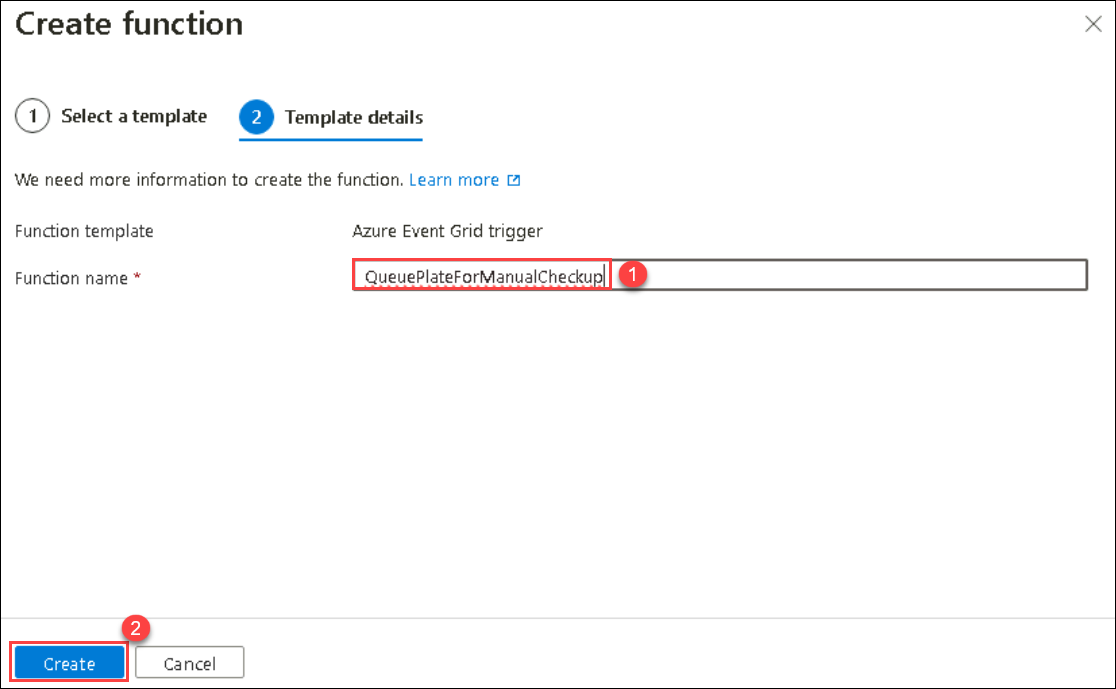 Create function
1 Select a template 2 Template details
We need more information to create the function. Learn more
Function template Azure Event Grid trigger
Function name * QueuePlateForManualCheckup 1
2
Create Cancel